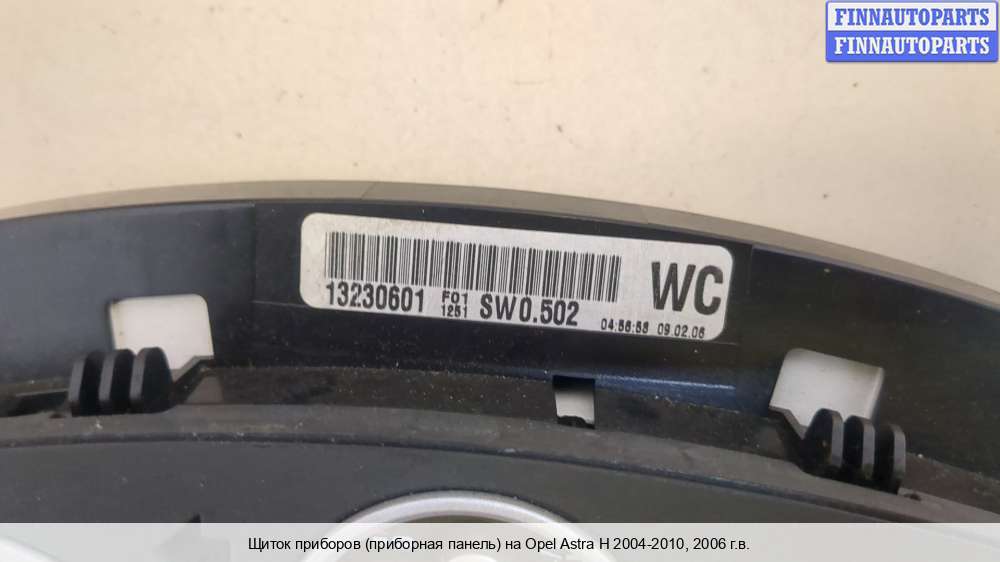 FINNAUTOPARTS
FINNAUTOPARTS
WC
13230601 F01 1251 SW0.502 04:56:58 09.02.06
Щиток приборов (приборная панель) на Opel Astra H 2004-2010, 2006 г.в.